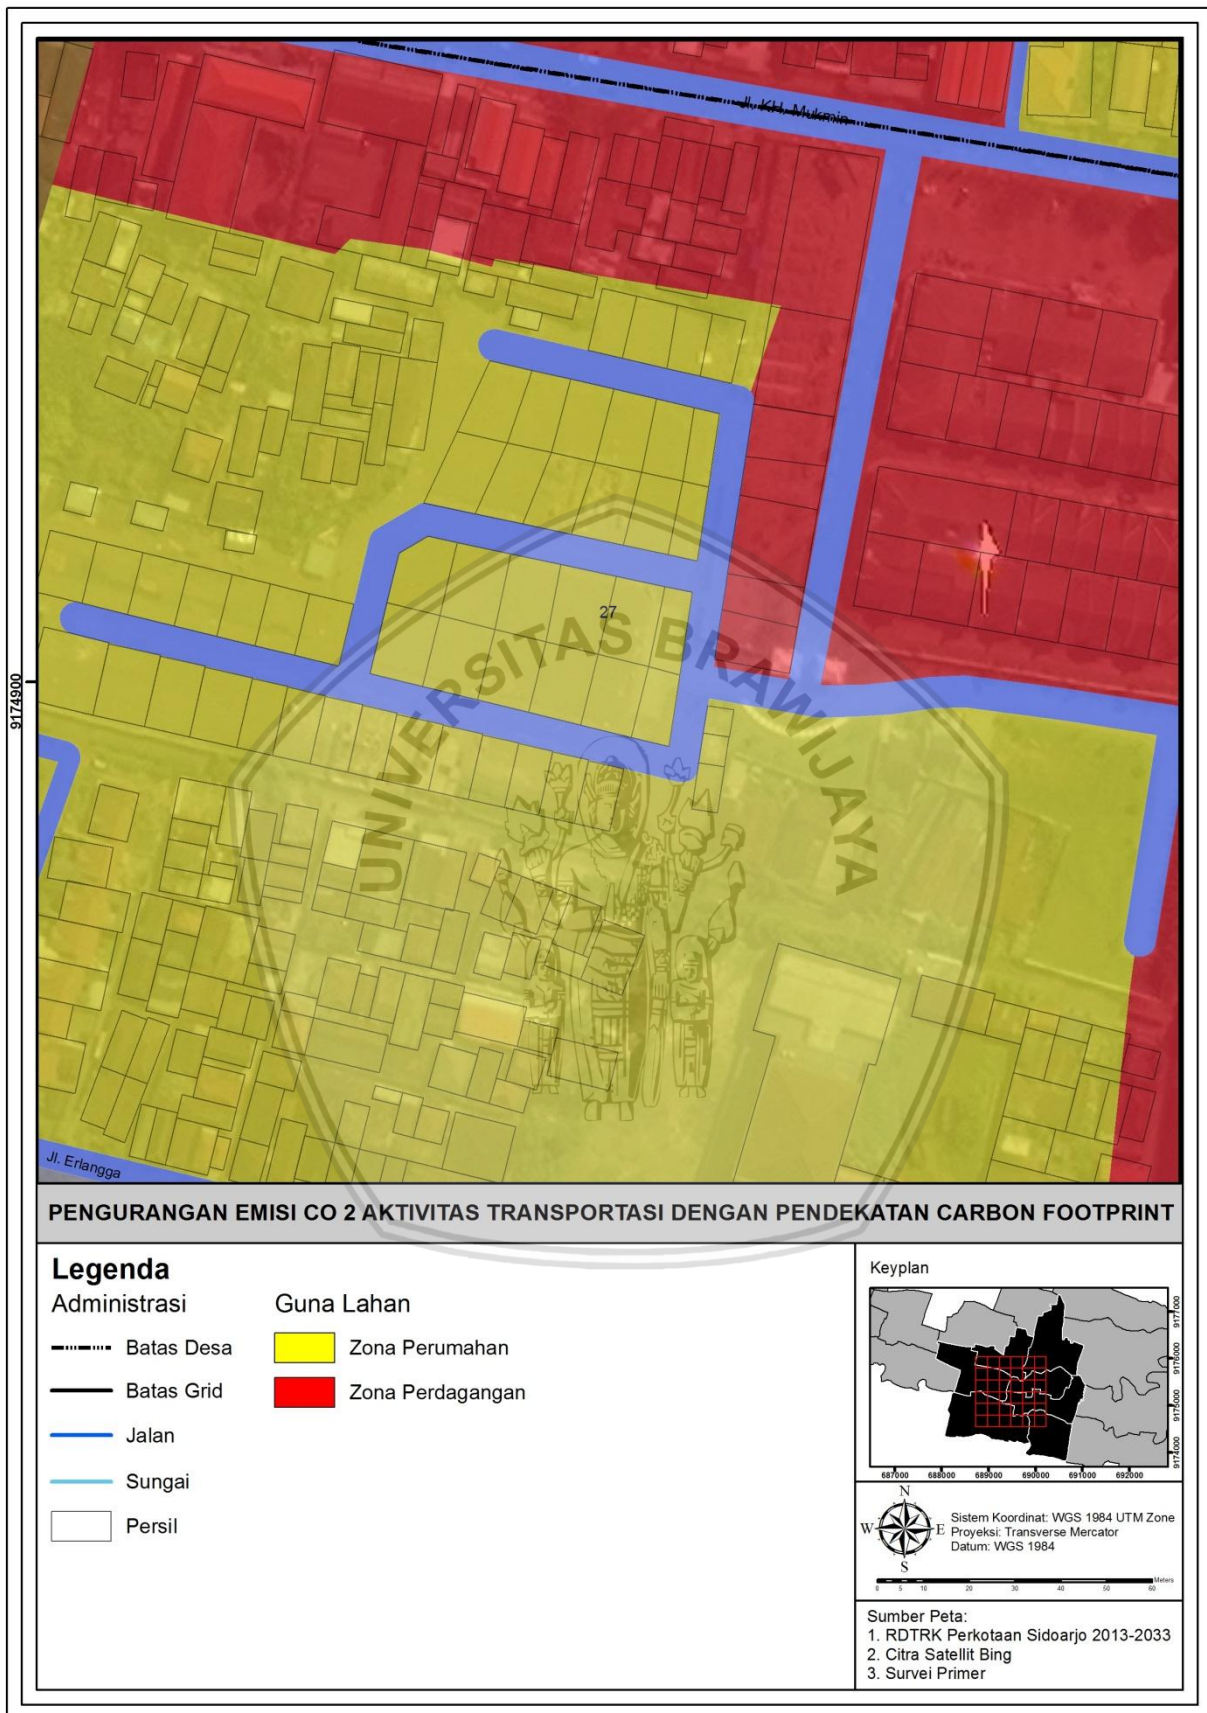 Jl. KH. Mukmin
27
9174900
UNIVERSITAS BRAWIJAYA
Jl. Erlangga
PENGURANGAN EMISI CO 2 AKTIVITAS TRANSPORTASI DENGAN PENDEKATAN CARBON FOOTPRINT
Legenda
Administrasi
Batas Desa
Batas Grid
Jalan
Sungai
Persil
Guna Lahan
Zona Perumahan
Zona Perdagangan
Keyplan
9177000
9176000
9175000
9174000
687000 688000 689000 690000 691000 692000
N
W E
S
Sistem Koordinat: WGS 1984 UTM Zone
Proyeksi: Transverse Mercator
Datum: WGS 1984
Meters
0 5 10 20 30 40 50 60
Sumber Peta:
1. RDTRK Perkotaan Sidoarjo 2013-2033
2. Citra Satellit Bing
3. Survei Primer